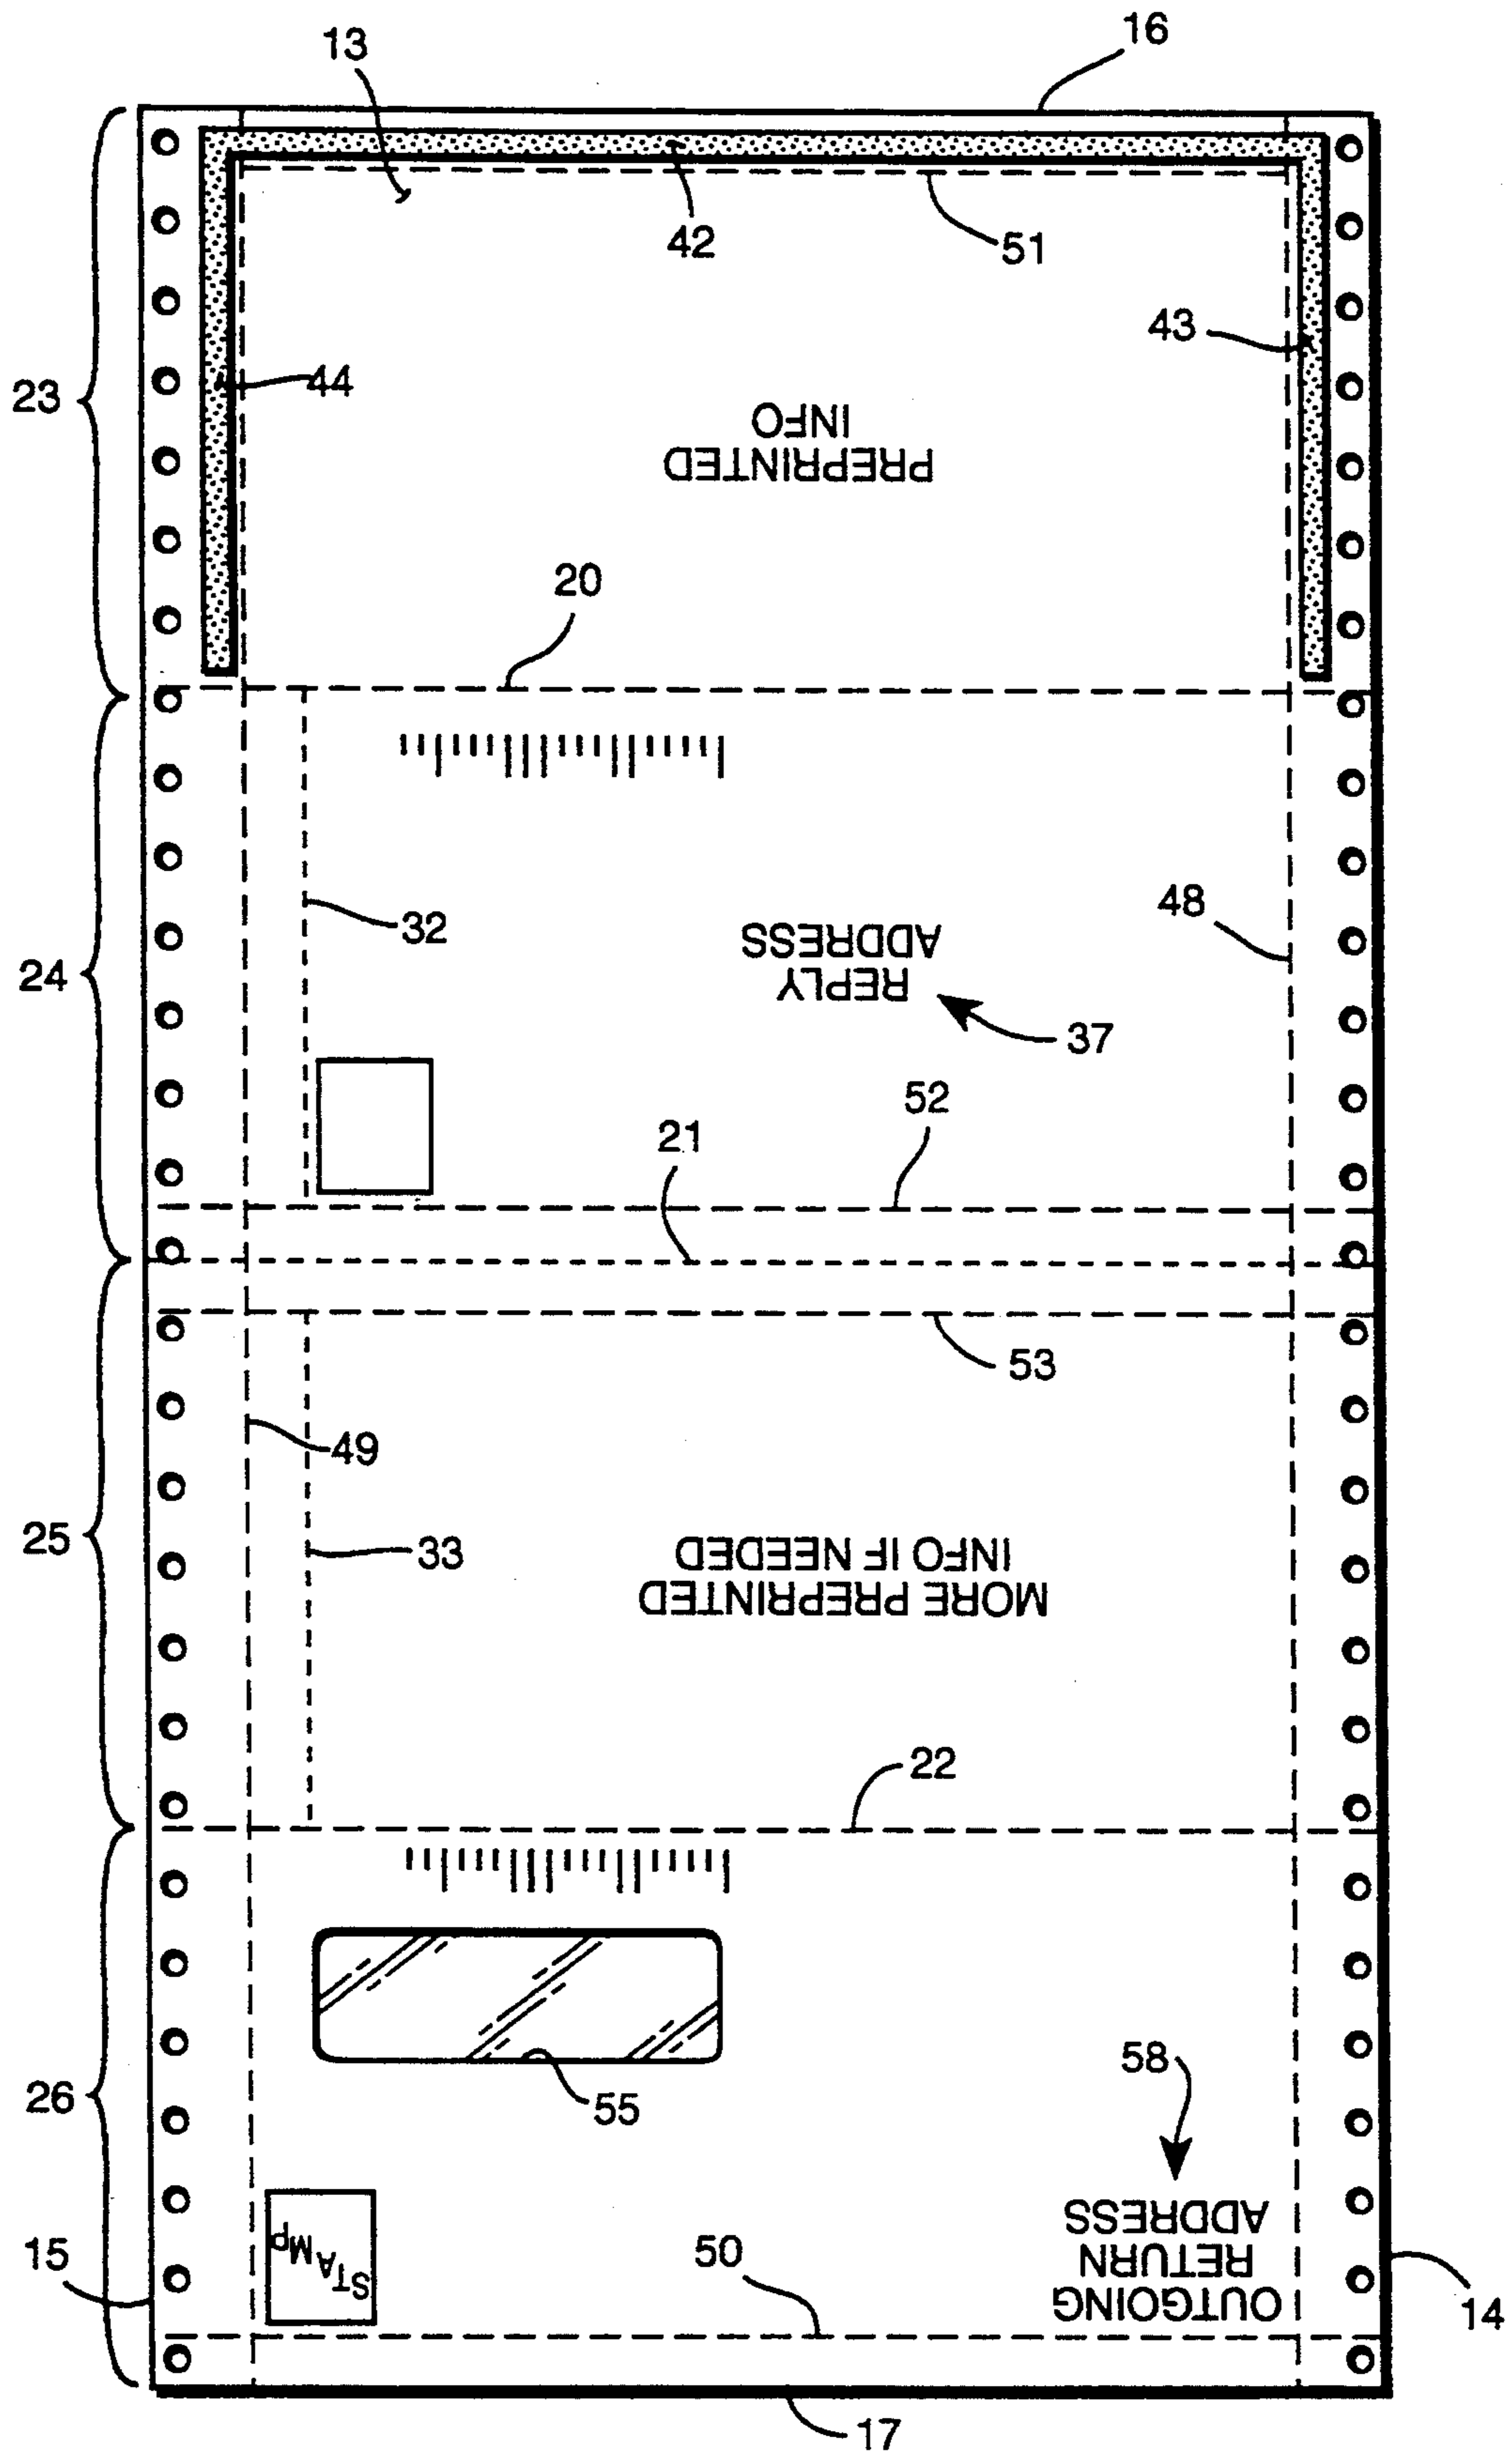 13
16
42
51
43
23
44
PREPRINTED
INFO
20
32
48
24
REPLY
ADDRESS
37
52
21
53
49
25
33
MORE PREPRINTED
INFO IF NEEDED
22
58
26
55
STAMP
50
15
OUTGOING
RETURN
ADDRESS
14
17